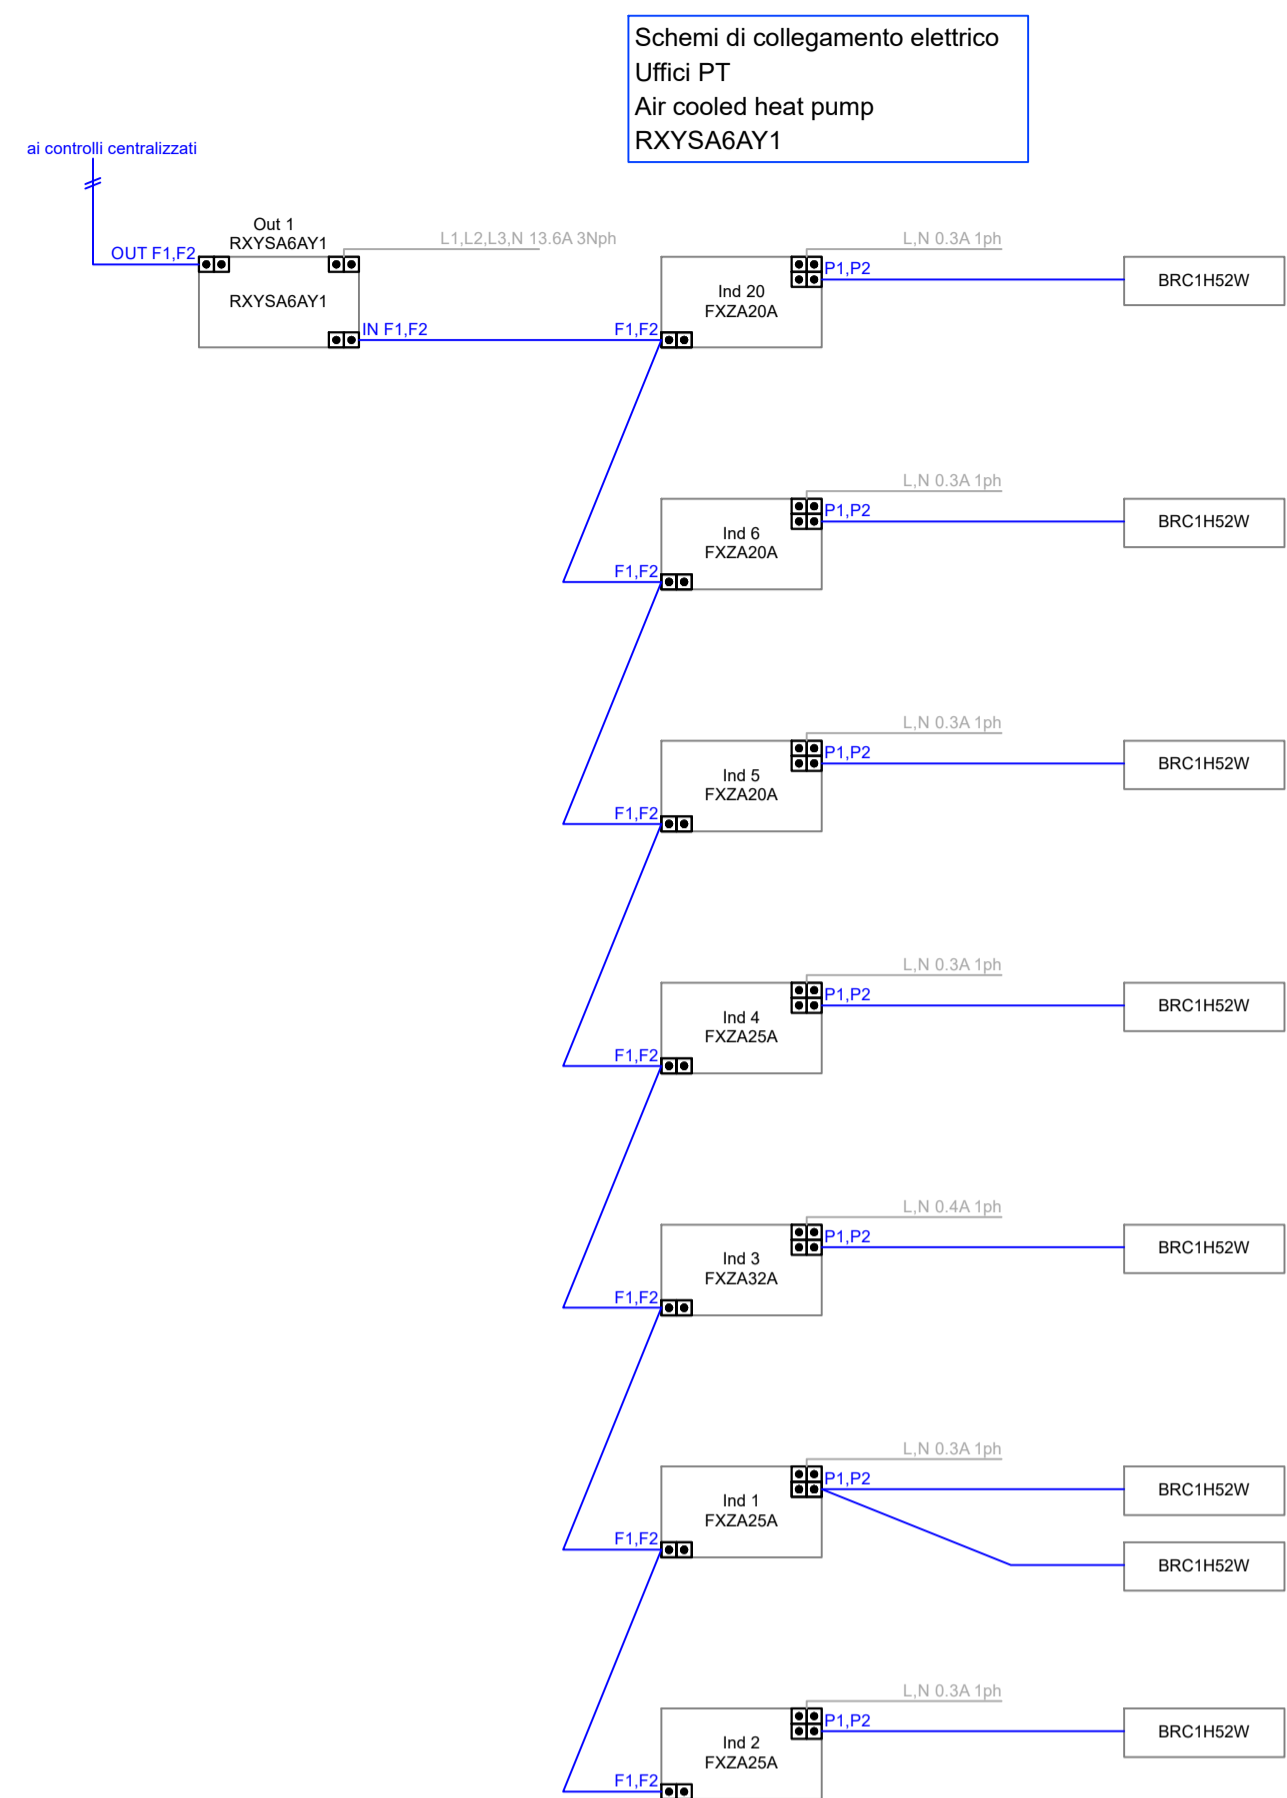 Schemi di collegamento elettrico
Uffici PT
Air cooled heat pump
RXYSA6AY1
ai controlli centralizzati
Out 1
RXYSA6AY1
L1,L2,L3,N 13.6A 3Nph
OUT F1,F2
RXYSA6AY1
IN F1,F2
L,N 0.3A 1ph
P1,P2
Ind 20
FXZA20A
F1,F2
BRC1H52W
L,N 0.3A 1ph
P1,P2
Ind 6
FXZA20A
F1,F2
BRC1H52W
L,N 0.3A 1ph
P1,P2
Ind 5
FXZA20A
F1,F2
BRC1H52W
L,N 0.3A 1ph
P1,P2
Ind 4
FXZA25A
F1,F2
BRC1H52W
L,N 0.4A 1ph
P1,P2
Ind 3
FXZA32A
F1,F2
BRC1H52W
L,N 0.3A 1ph
P1,P2
Ind 1
FXZA25A
F1,F2
BRC1H52W
BRC1H52W
L,N 0.3A 1ph
P1,P2
Ind 2
FXZA25A
F1,F2
BRC1H52W